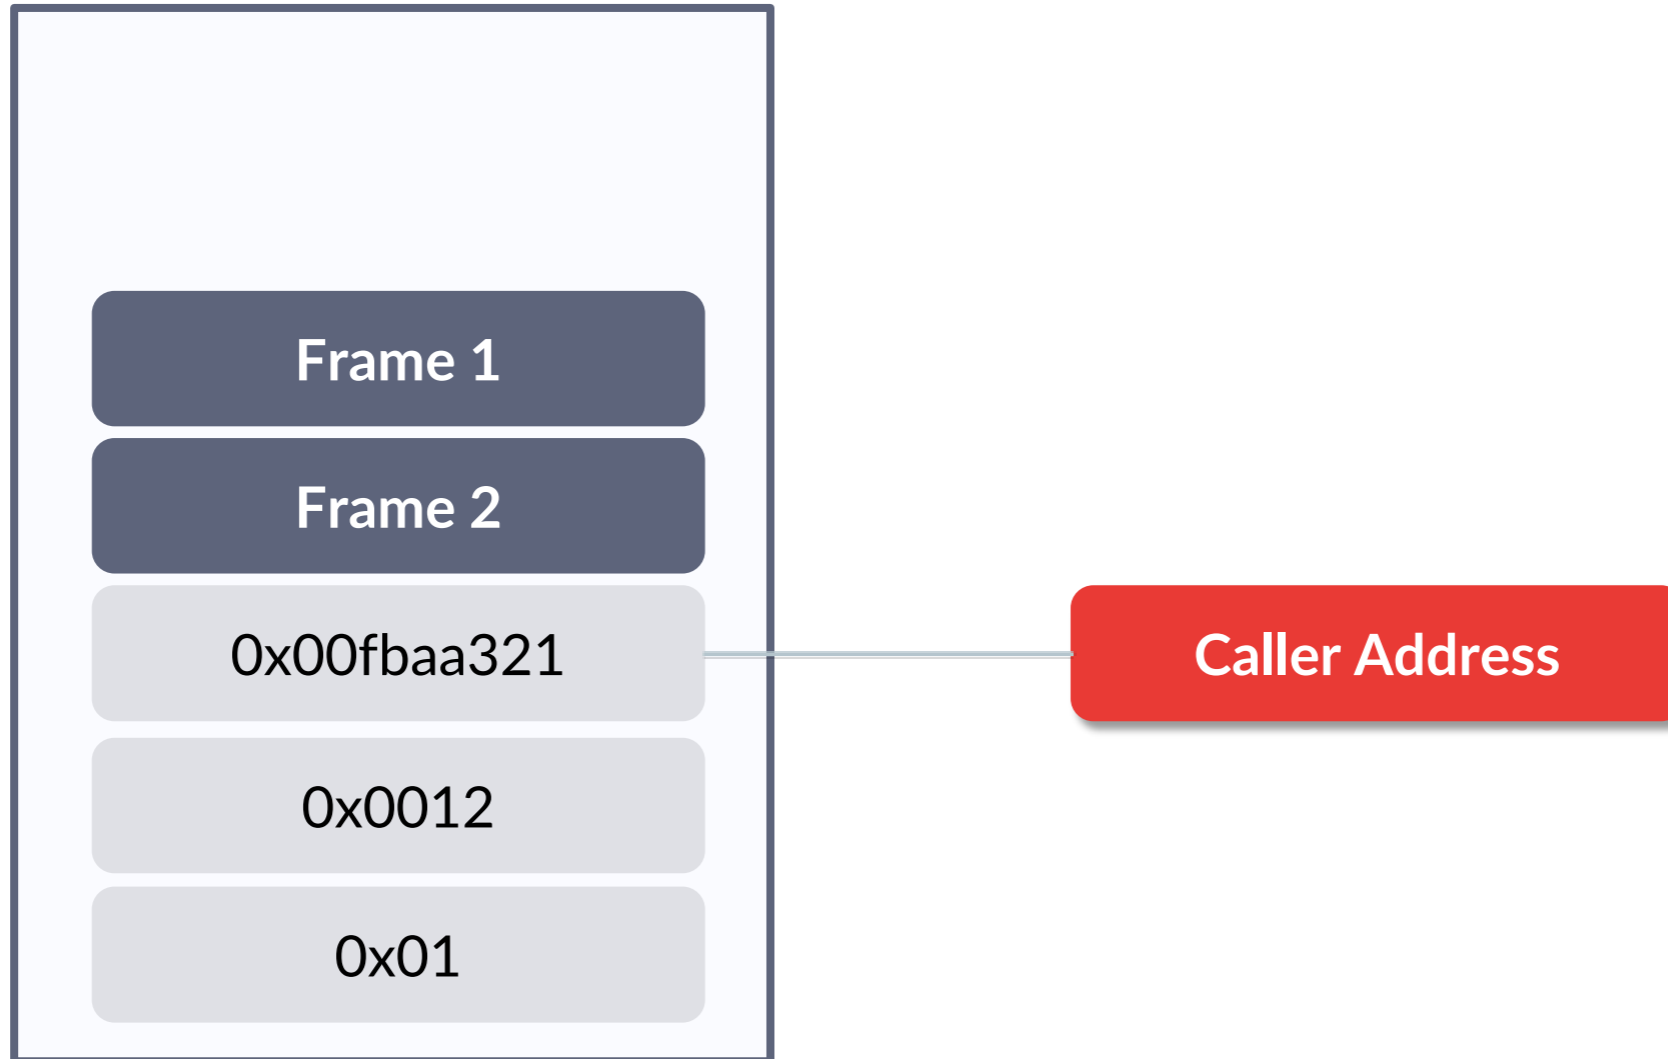 Frame 1
Frame 2
0x00fbaa321
Caller Address
0x0012
0x01